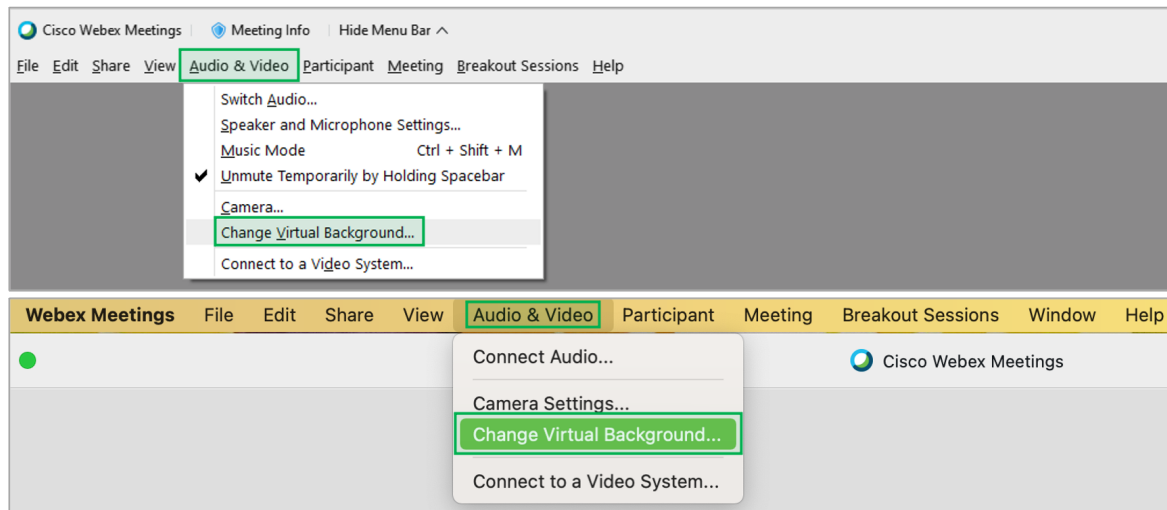 Cisco Webex Meetings Meeting Info Hide Menu Bar
File Edit Share View Audio & Video Participant Meeting Breakout Sessions Help
Switch Audio...
Speaker and Microphone Settings...
Music Mode Ctrl + Shift + M
Unmute Temporarily by Holding Spacebar
Camera...
Change Virtual Background...
Connect to a Video System...
Webex Meetings File Edit Share View Audio & Video Participant Meeting Breakout Sessions Window Help
Cisco Webex Meetings
Connect Audio...
Camera Settings...
Change Virtual Background...
Connect to a Video System...